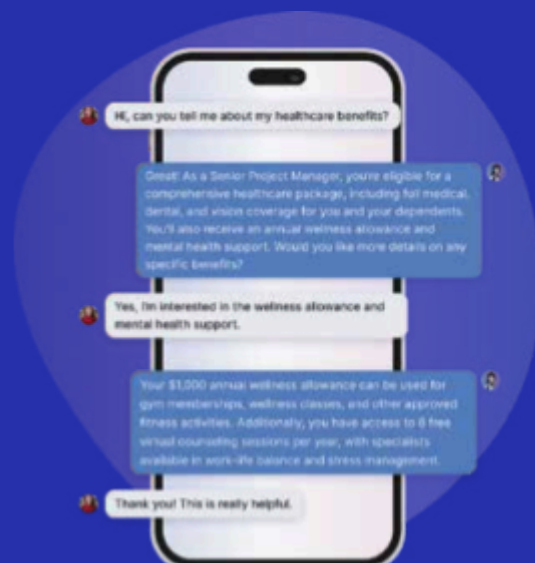 Hi, can you tell me about my healthcare benefits?
Great! As a Senior Project Manager, you're eligible for a
comprehensive healthcare package, including full medical,
dental, and vision coverage for you and your dependents.
You'll also receive an annual wellness allowance and
mental health support. Would you like more details on any
specific benefits?
Yes, I'm interested in the wellness allowance and
mental health support.
Your $1,000 annual wellness allowance can be used for
gym memberships, wellness classes, and other approved
fitness activities. Additionally, you have access to 6 free
virtual counseling sessions per year, with specialists
available in work-life balance and stress management.
Thank you! This is really helpful.